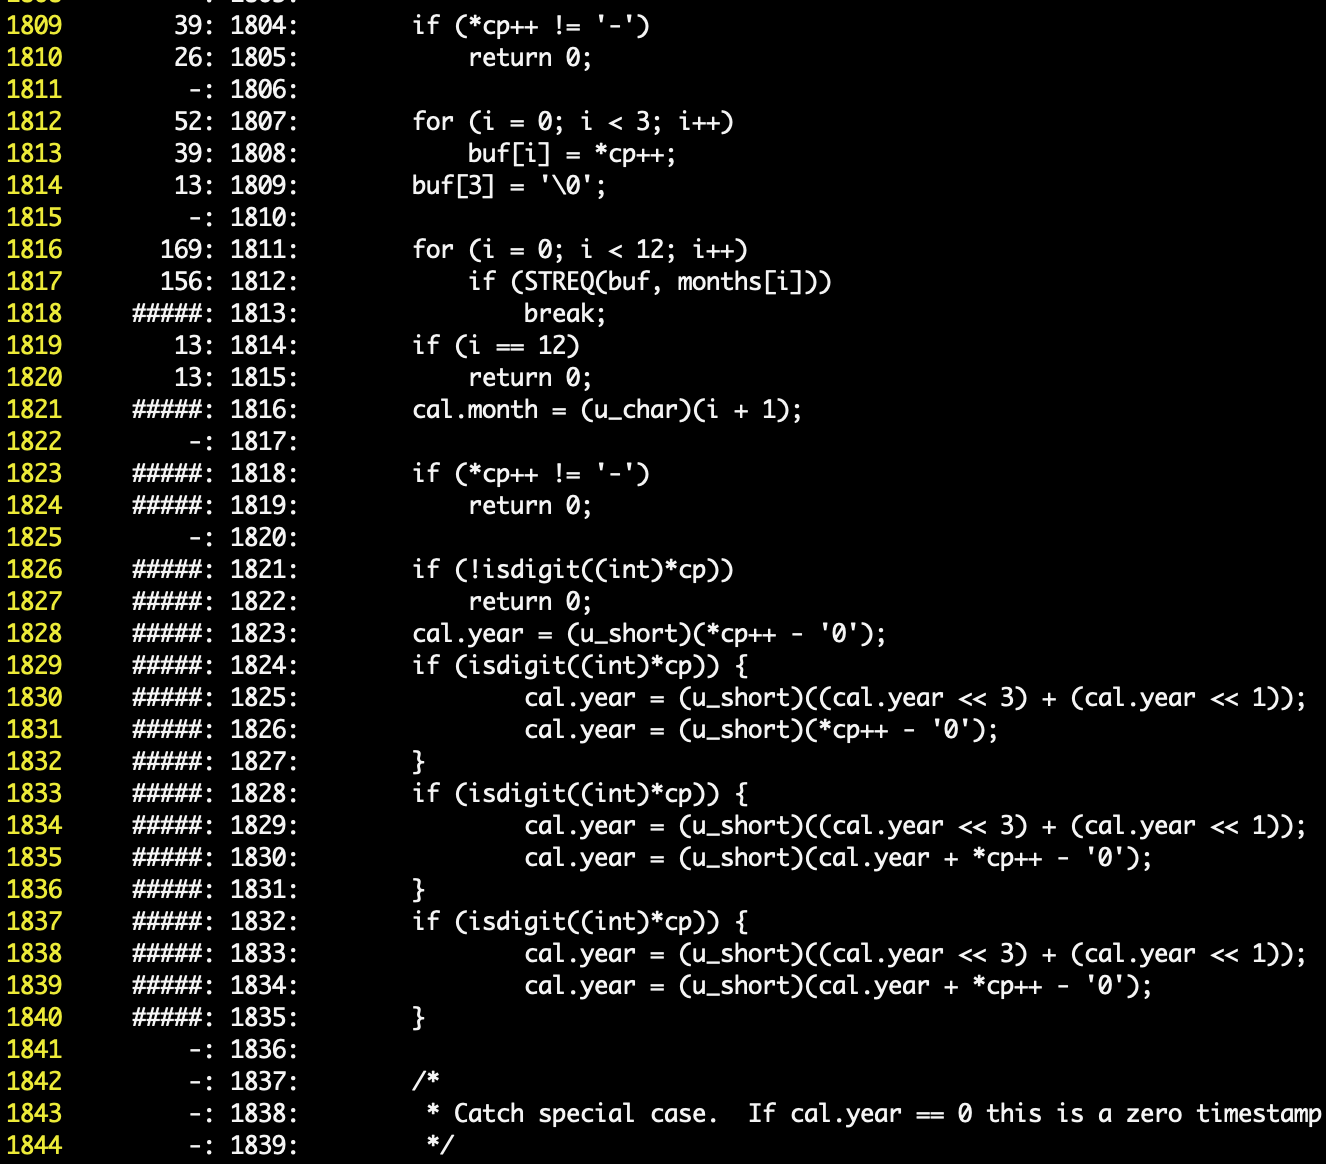 1809        39: 1804:        if (*cp++ != '-')
1810        26: 1805:            return 0;
1811         -: 1806:
1812        52: 1807:        for (i = 0; i < 3; i++)
1813        39: 1808:            buf[i] = *cp++;
1814        13: 1809:        buf[3] = '\0';
1815         -: 1810:
1816       169: 1811:        for (i = 0; i < 12; i++)
1817       156: 1812:            if (STREQ(buf, months[i]))
1818     #####: 1813:                break;
1819        13: 1814:        if (i == 12)
1820        13: 1815:            return 0;
1821     #####: 1816:        cal.month = (u_char)(i + 1);
1822         -: 1817:
1823     #####: 1818:        if (*cp++ != '-')
1824     #####: 1819:            return 0;
1825         -: 1820:
1826     #####: 1821:        if (!isdigit((int)*cp))
1827     #####: 1822:            return 0;
1828     #####: 1823:        cal.year = (u_short)(*cp++ - '0');
1829     #####: 1824:        if (isdigit((int)*cp)) {
1830     #####: 1825:                cal.year = (u_short)((cal.year << 3) + (cal.year << 1));
1831     #####: 1826:                cal.year = (u_short)(*cp++ - '0');
1832     #####: 1827:        }
1833     #####: 1828:        if (isdigit((int)*cp)) {
1834     #####: 1829:                cal.year = (u_short)((cal.year << 3) + (cal.year << 1));
1835     #####: 1830:                cal.year = (u_short)(cal.year + *cp++ - '0');
1836     #####: 1831:        }
1837     #####: 1832:        if (isdigit((int)*cp)) {
1838     #####: 1833:                cal.year = (u_short)((cal.year << 3) + (cal.year << 1));
1839     #####: 1834:                cal.year = (u_short)(cal.year + *cp++ - '0');
1840     #####: 1835:        }
1841         -: 1836:
1842         -: 1837:        /*
1843         -: 1838:         * Catch special case.  If cal.year == 0 this is a zero timestamp
1844         -: 1839:         */